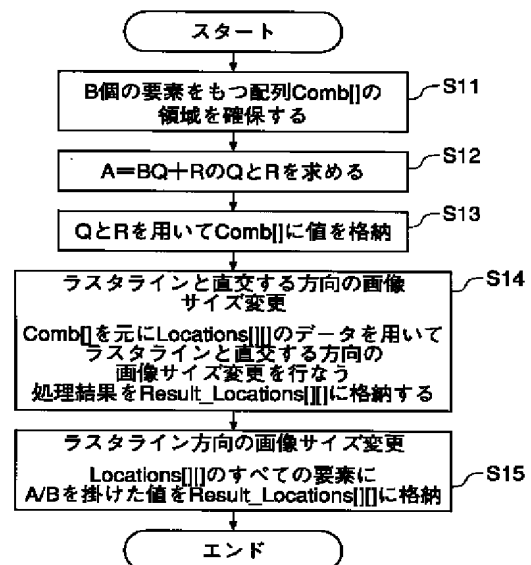 スタート
B個の要素をもつ配列Comb[]の
領域を確保する
S11
A=BQ+RのQとRを求める
S12
QとRを用いてComb[]に値を格納
S13
ラスタラインと直交する方向の画像
サイズ変更
Comb[]を元にLocations[][]のデータを用いて
ラスタラインと直交する方向の
画像サイズ変更を行なう
処理結果をResult_Locations[][]に格納する
S14
ラスタライン方向の画像サイズ変更
Locations[][]のすべての要素に
A/Bを掛けた値をResult_Locations[][]に格納
S15
エンド